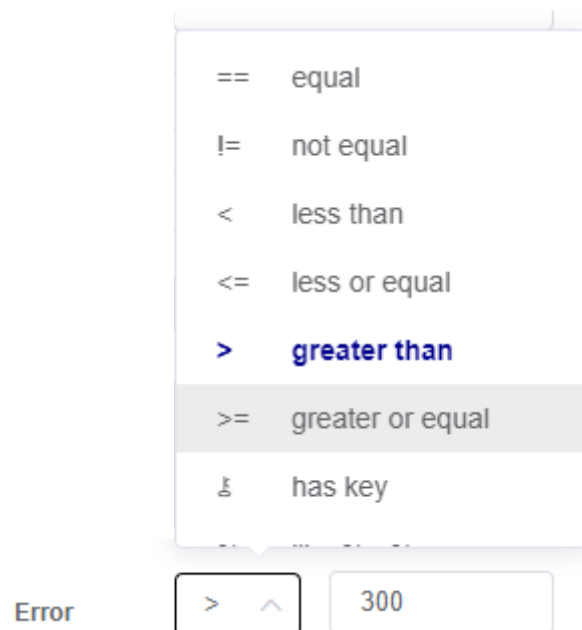 == equal
!= not equal
< less than
<= less or equal
> greater than
>= greater or equal
has key
Error > 300